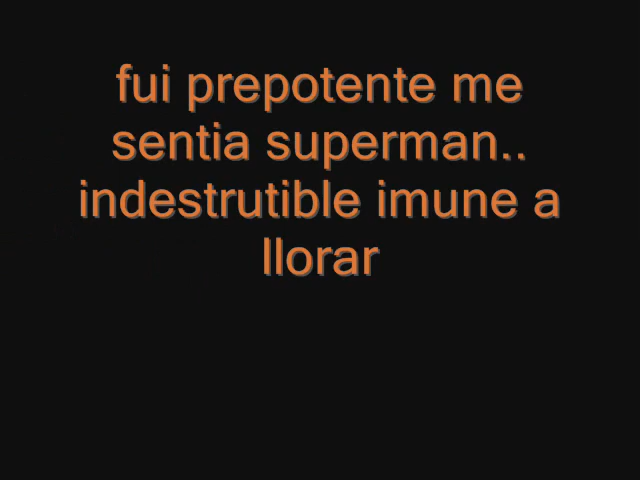 fui prepotente me
sentia superman..
indestrutible imune a
llorar